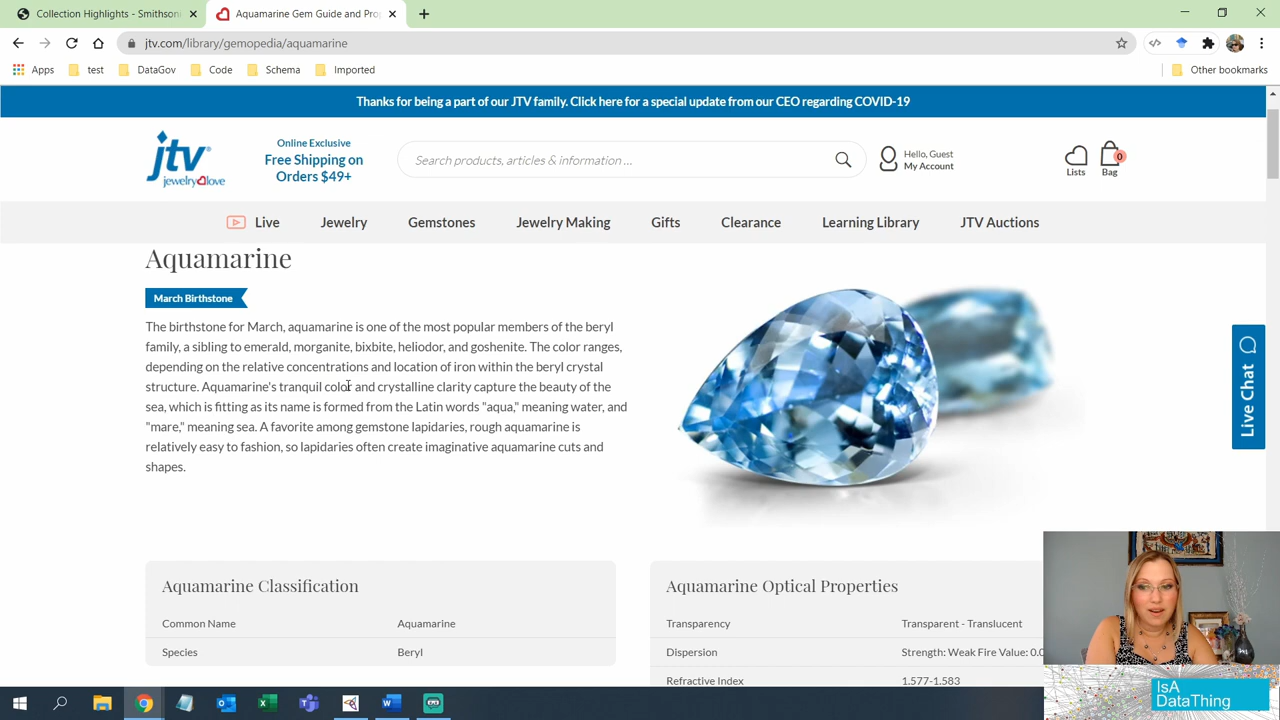 Collection Highlights - Smithsoni
Aquamarine Gem Guide and Pro
jtv.com/library/gemopedia/aquamarine
Apps
test
DataGov
Code
Schema
Imported
Other bookmarks
Thanks for being a part of our JTV family. Click here for a special update from our CEO regarding COVID-19
jtv
jewelry love
Online Exclusive
Free Shipping on
Orders $49+
Search products, articles & information ...
Hello, Guest
My Account
Lists
0
Bag
Live
Jewelry
Gemstones
Jewelry Making
Gifts
Clearance
Learning Library
JTV Auctions
Aquamarine
March Birthstone
The birthstone for March, aquamarine is one of the most popular members of the beryl
family, a sibling to emerald, morganite, bixbite, heliodor, and goshenite. The color ranges,
depending on the relative concentrations and location of iron within the beryl crystal
structure. Aquamarine's tranquil color and crystalline clarity capture the beauty of the
sea, which is fitting as its name is formed from the Latin words "aqua," meaning water, and
"mare," meaning sea. A favorite among gemstone lapidaries, rough aquamarine is
relatively easy to fashion, so lapidaries often create imaginative aquamarine cuts and
shapes.
Live Chat
Aquamarine Classification
Common Name
Aquamarine
Species
Beryl
Aquamarine Optical Properties
Transparency
Transparent - Translucent
Dispersion
Strength: Weak Fire Value: 0.0
Refractive Index
1.577-1.583
IsA
DataThing